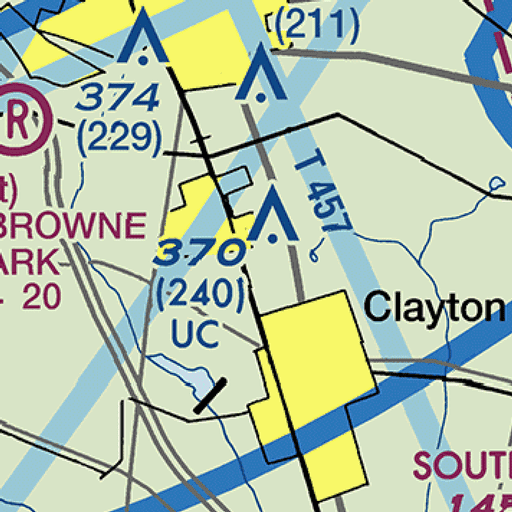 (211)
374
(229)
R
T 457
t)
BROWNE
ARK
- 20
370
(240)
UC
Clayton
SOUT
145